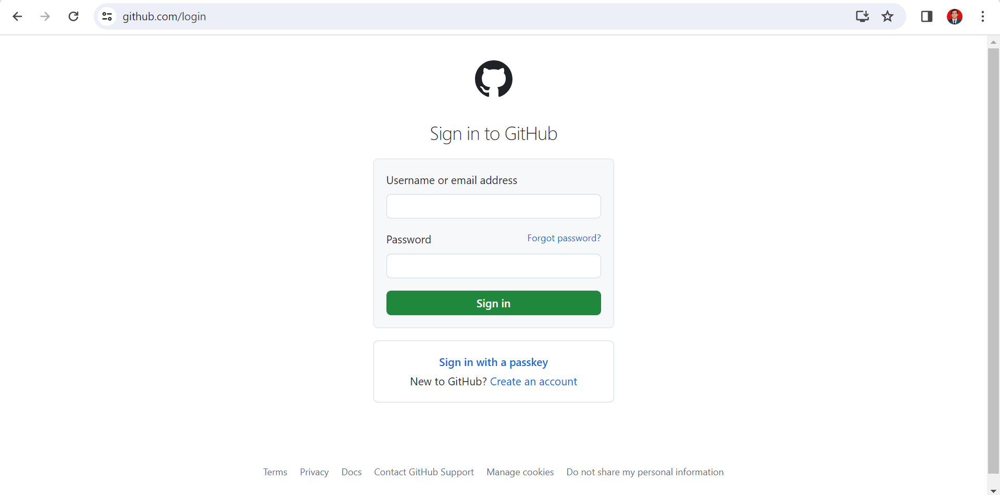 github.com/login
Sign in to GitHub
Username or email address
Password Forgot password?
Sign in
Sign in with a passkey
New to GitHub? Create an account
Terms Privacy Docs Contact GitHub Support Manage cookies Do not share my personal information